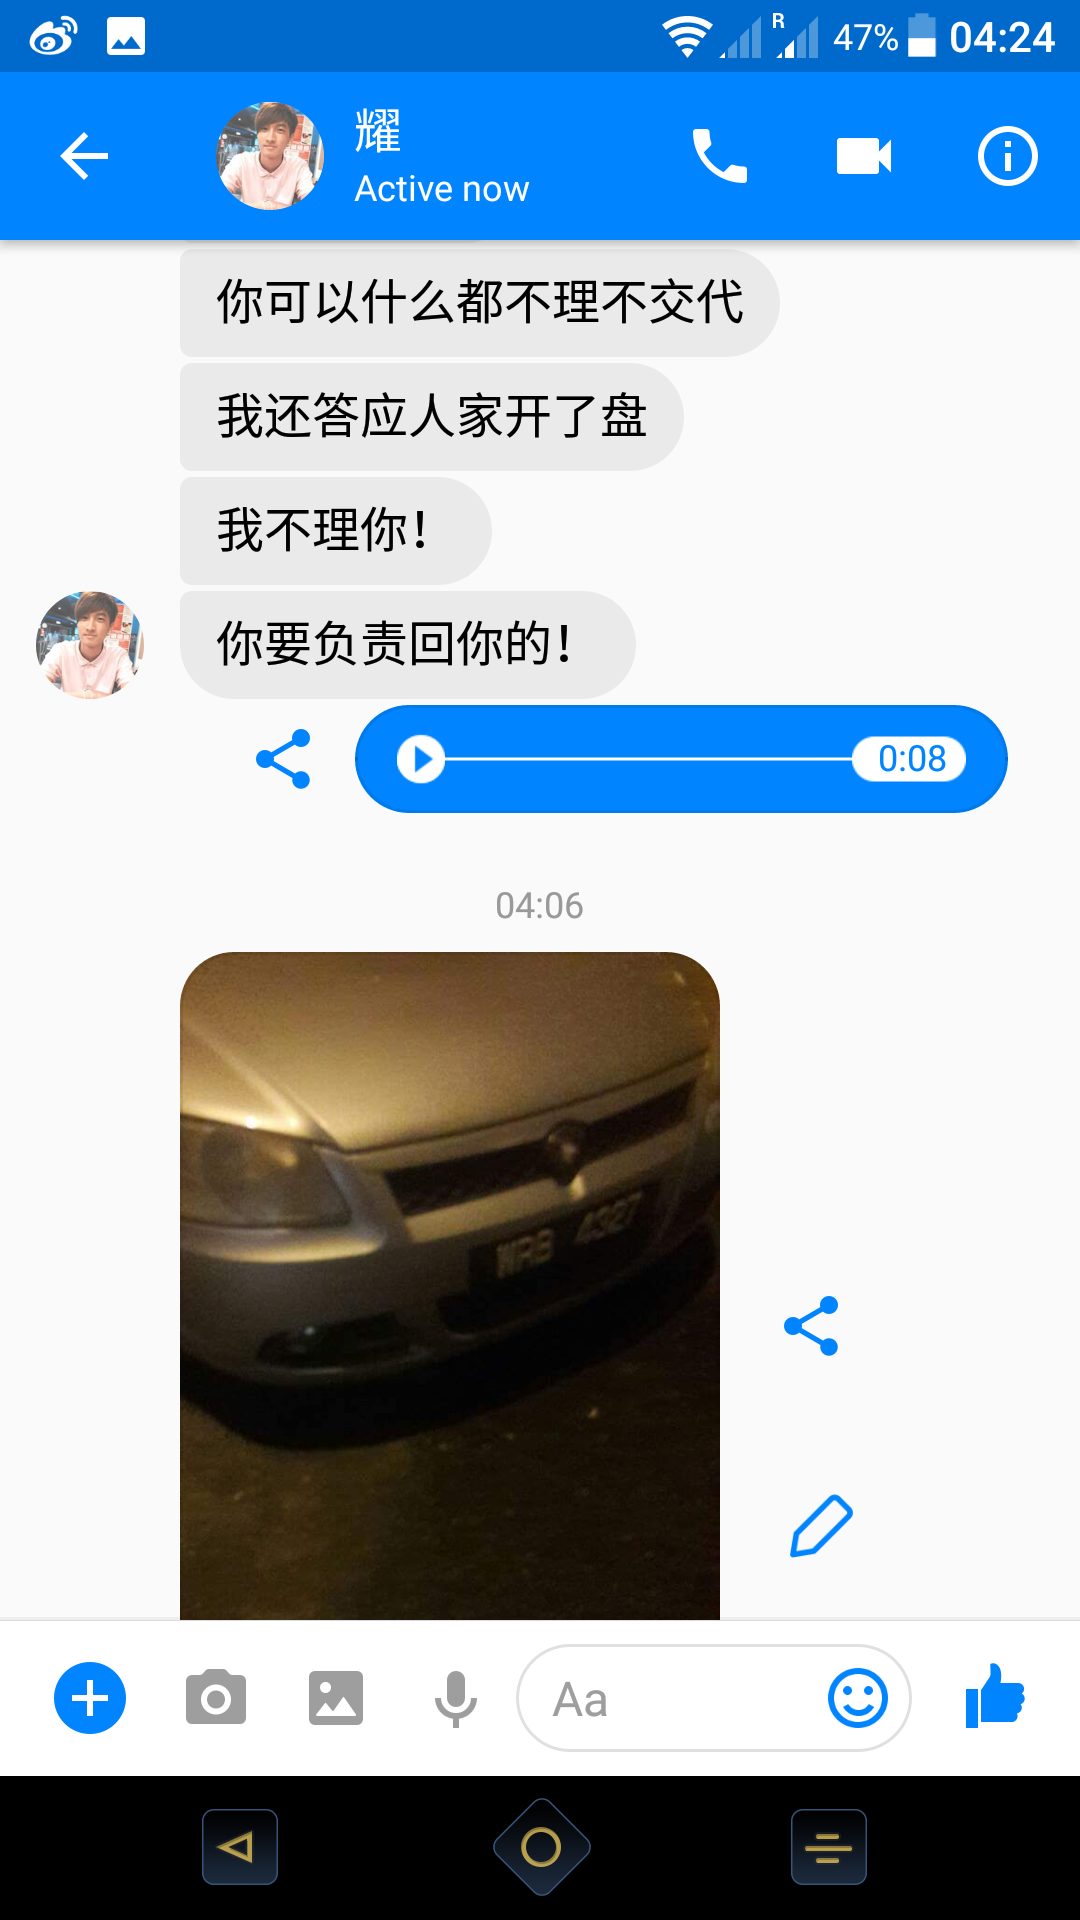 R 47% 04:24
耀
Active now
你可以什么都不理不交代
我还答应人家开了盘
我不理你！
你要负责回你的！
0:08
04:06
WRB 4327
Aa